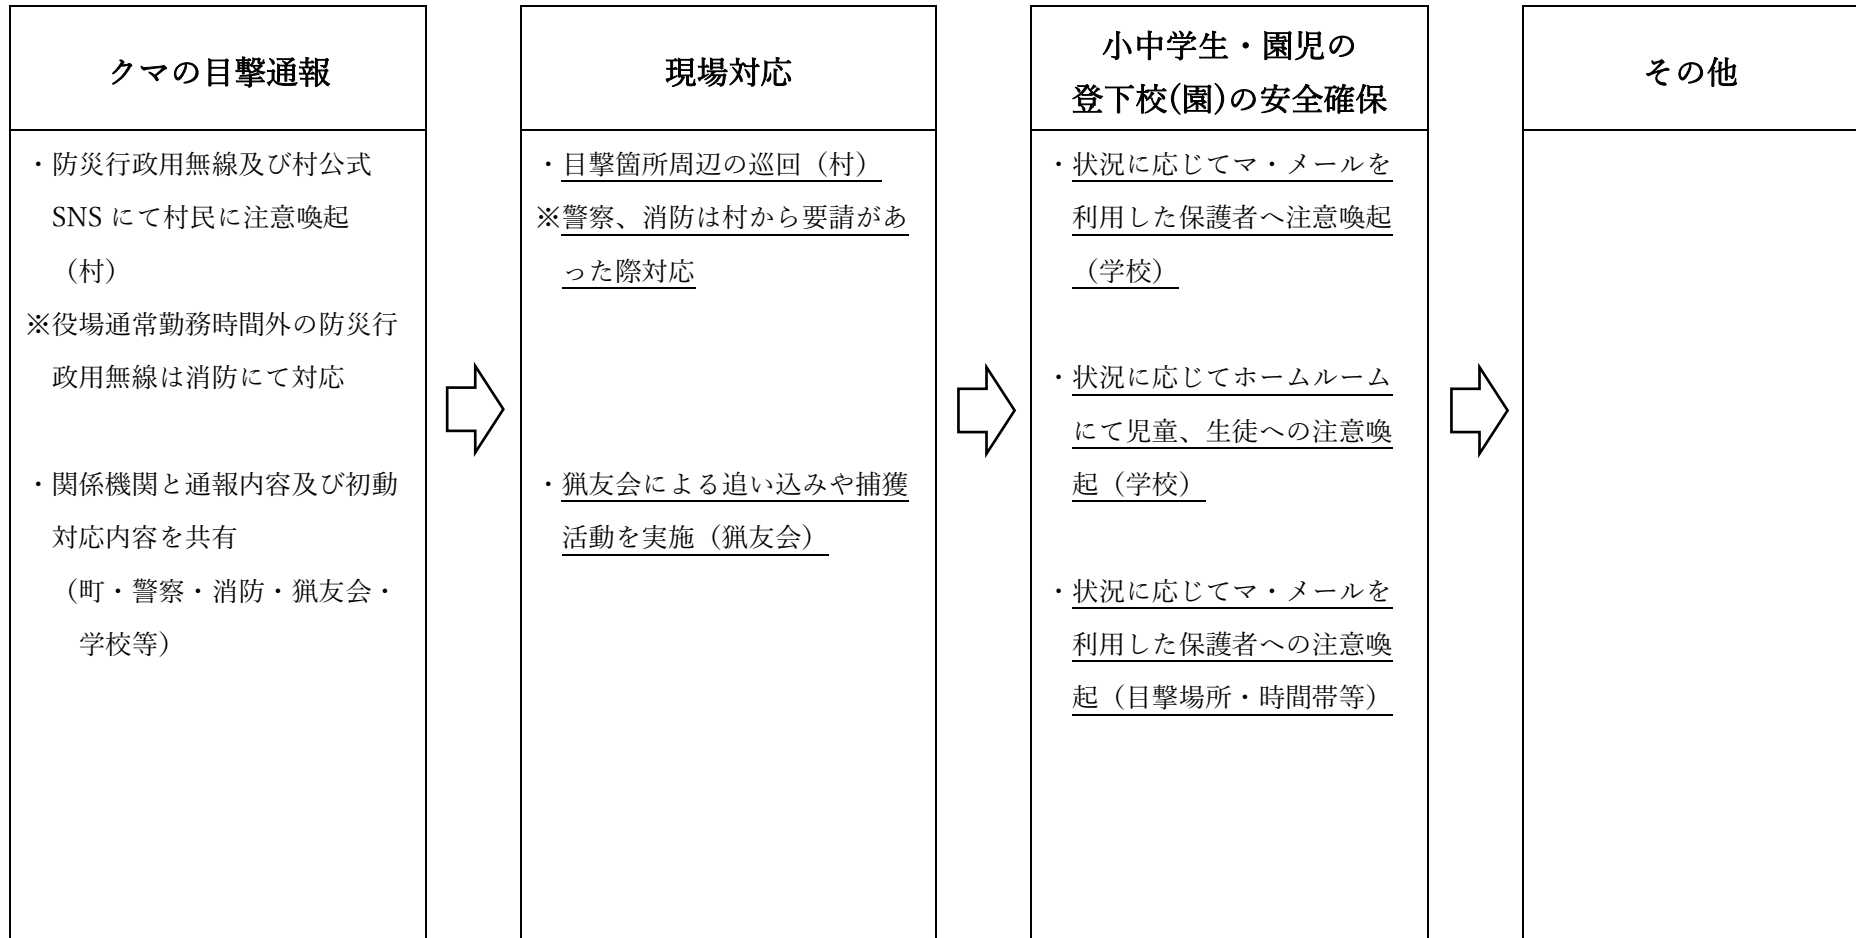 クマの目撃通報
・防災行政用無線及び村公式
SNS にて村民に注意喚起
（村）
※役場通常勤務時間外の防災行
政用無線は消防にて対応
・関係機関と通報内容及び初動
対応内容を共有
（町・警察・消防・猟友会・
学校等）
現場対応
・目撃箇所周辺の巡回（村）
※警察、消防は村から要請があ
った際対応
・猟友会による追い込みや捕獲
活動を実施（猟友会）
小中学生・園児の
登下校(園)の安全確保
・状況に応じてマ・メールを
利用した保護者へ注意喚起
（学校）
・状況に応じてホームルーム
にて児童、生徒への注意喚
起（学校）
・状況に応じてマ・メールを
利用した保護者への注意喚
起（目撃場所・時間帯等）
その他